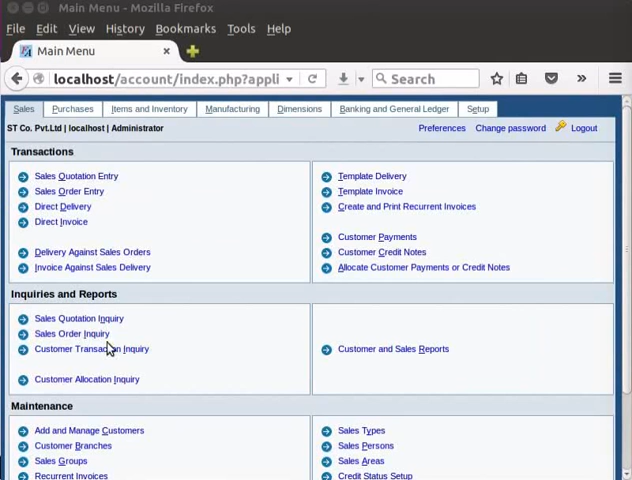 Main Menu - Mozilla Firefox
File Edit View History Bookmarks Tools Help
Main Menu × +
localhost/account/index.php?appli Search
Sales Purchases Items and Inventory Manufacturing Dimensions Banking and General Ledger Setup
ST Co. Pvt.Ltd | localhost | Administrator Preferences Change password Logout
Transactions
Sales Quotation Entry Template Delivery
Sales Order Entry Template Invoice
Direct Delivery Create and Print Recurrent Invoices
Direct Invoice
Customer Payments
Delivery Against Sales Orders Customer Credit Notes
Invoice Against Sales Delivery Allocate Customer Payments or Credit Notes
Inquiries and Reports
Sales Quotation Inquiry
Sales Order Inquiry
Customer Transaction Inquiry Customer and Sales Reports
Customer Allocation Inquiry
Maintenance
Add and Manage Customers Sales Types
Customer Branches Sales Persons
Sales Groups Sales Areas
Recurrent Invoices Credit Status Setup